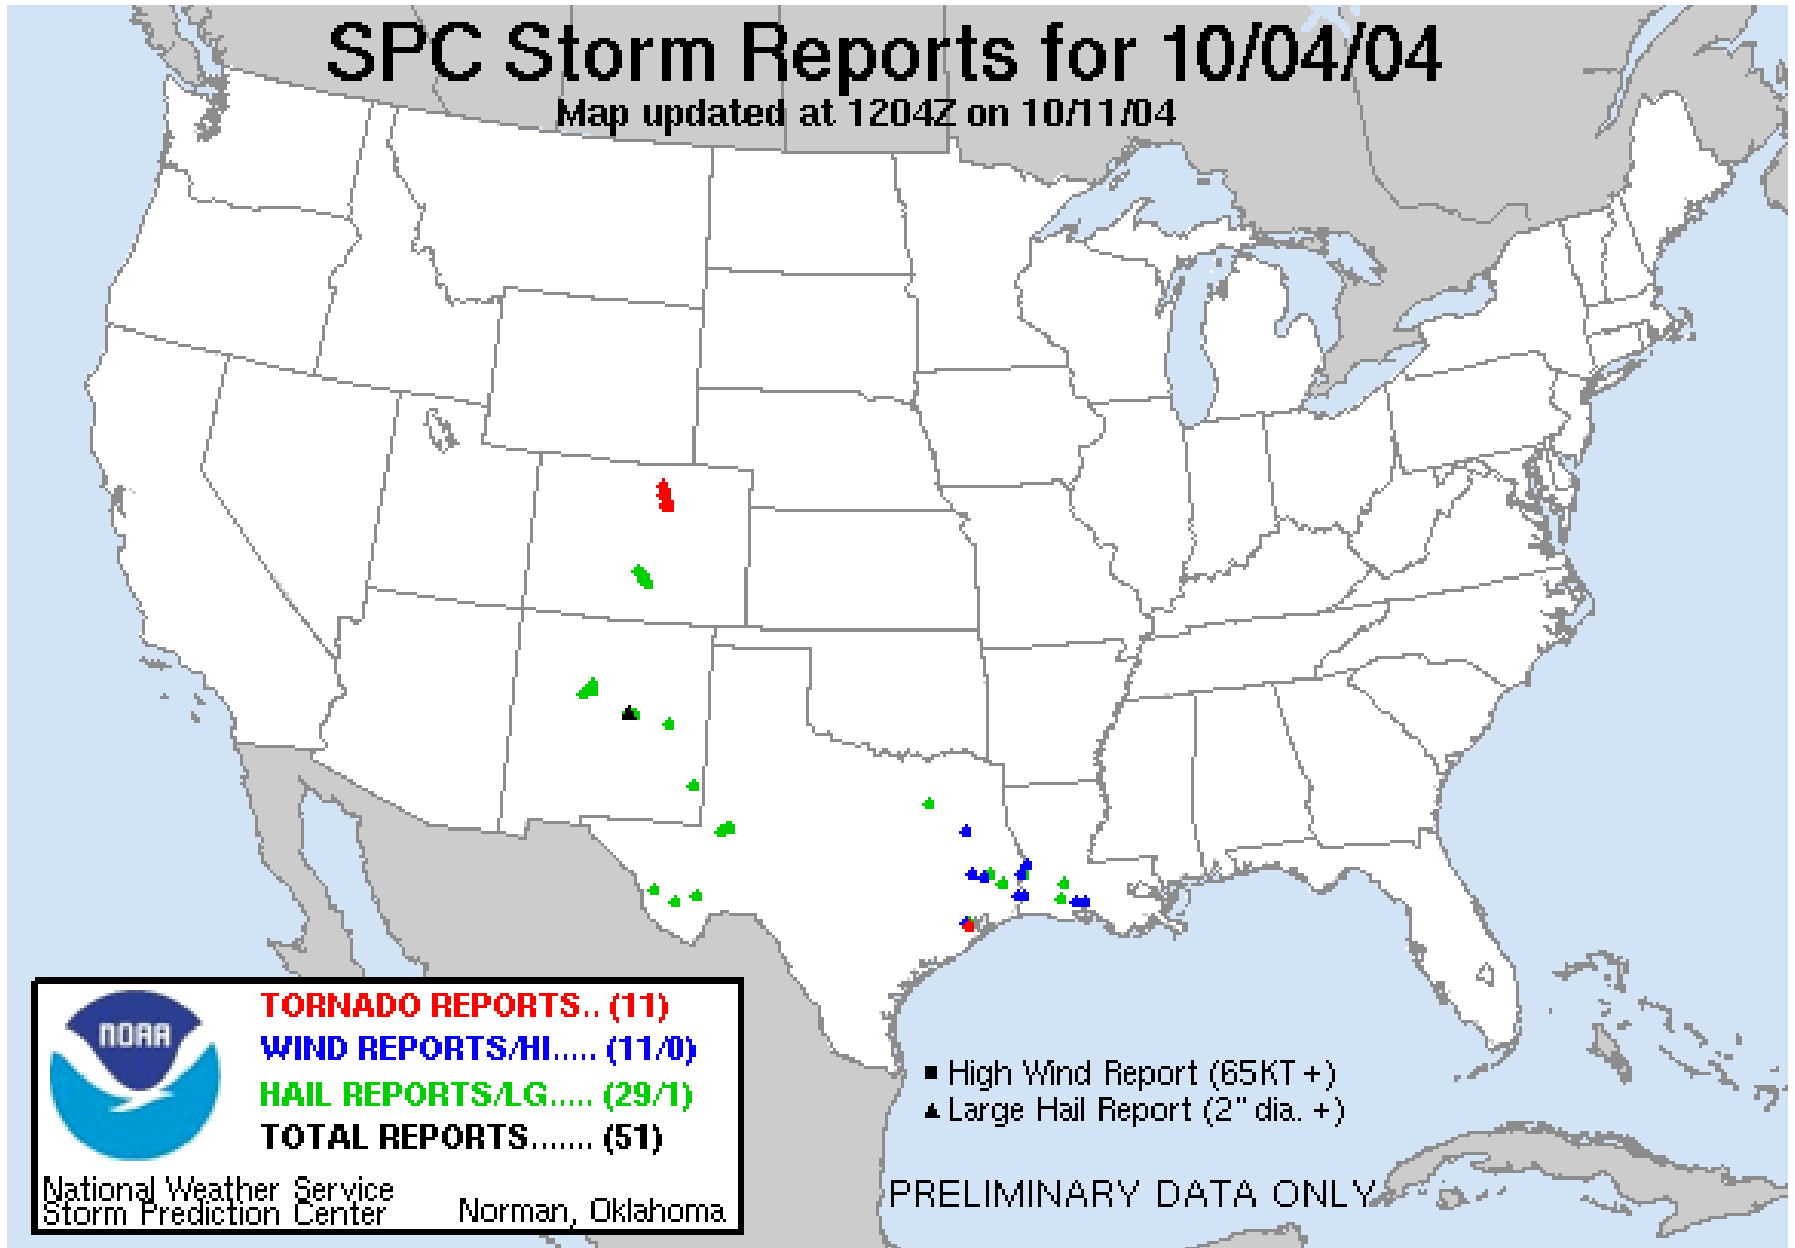 SPC Storm Reports for 10/04/04
Map updated at 1204Z on 10/11/04
NOAA
TORNADO REPORTS.. (11)
WIND REPORTS/HI..... (11/0)
HAIL REPORTS/LG..... (29/1)
TOTAL REPORTS....... (51)
National Weather Service
Storm Prediction Center
Norman, Oklahoma
High Wind Report (65KT +)
Large Hail Report (2" dia. +)
PRELIMINARY DATA ONLY